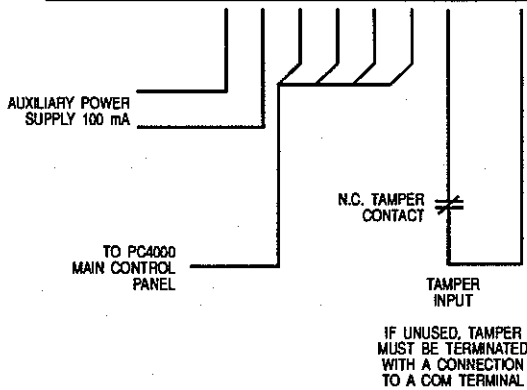 AUXILIARY POWER
SUPPLY 100 mA
N.C. TAMPER
CONTACT
TO PC4000
MAIN CONTROL
PANEL
TAMPER
INPUT
IF UNUSED, TAMPER
MUST BE TERMINATED
WITH A CONNECTION
TO A COM TERMINAL